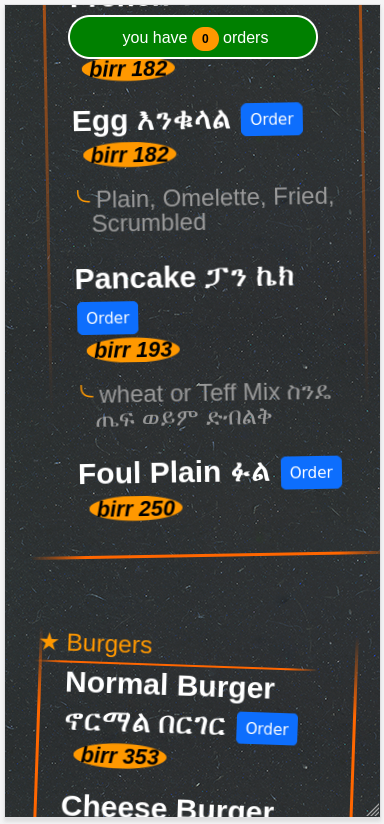 you have 0 orders
birr 182
Egg እንቁላል Order
birr 182
Plain, Omelette, Fried,
Scrumbled
Pancake ፓን ኬክ
Order
birr 193
wheat or Teff Mix ስንዴ
ጤፍ ወይም ድብልቅ
Foul Plain ፉል Order
birr 250
★ Burgers
Normal Burger
ኖርማል በርገር Order
birr 353
Cheese Burger